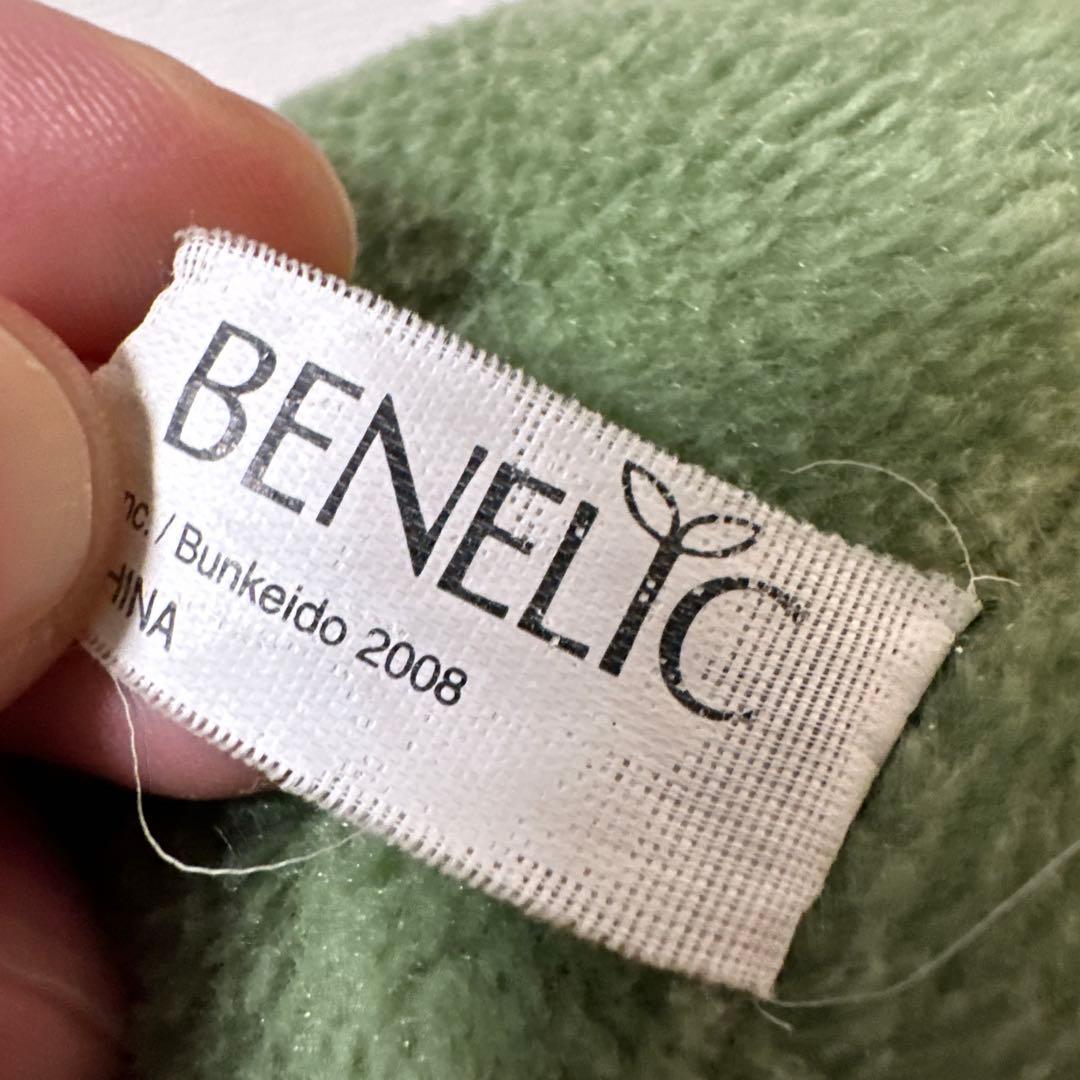 BENELIC
nc. / Bunkeido 2008
HINA